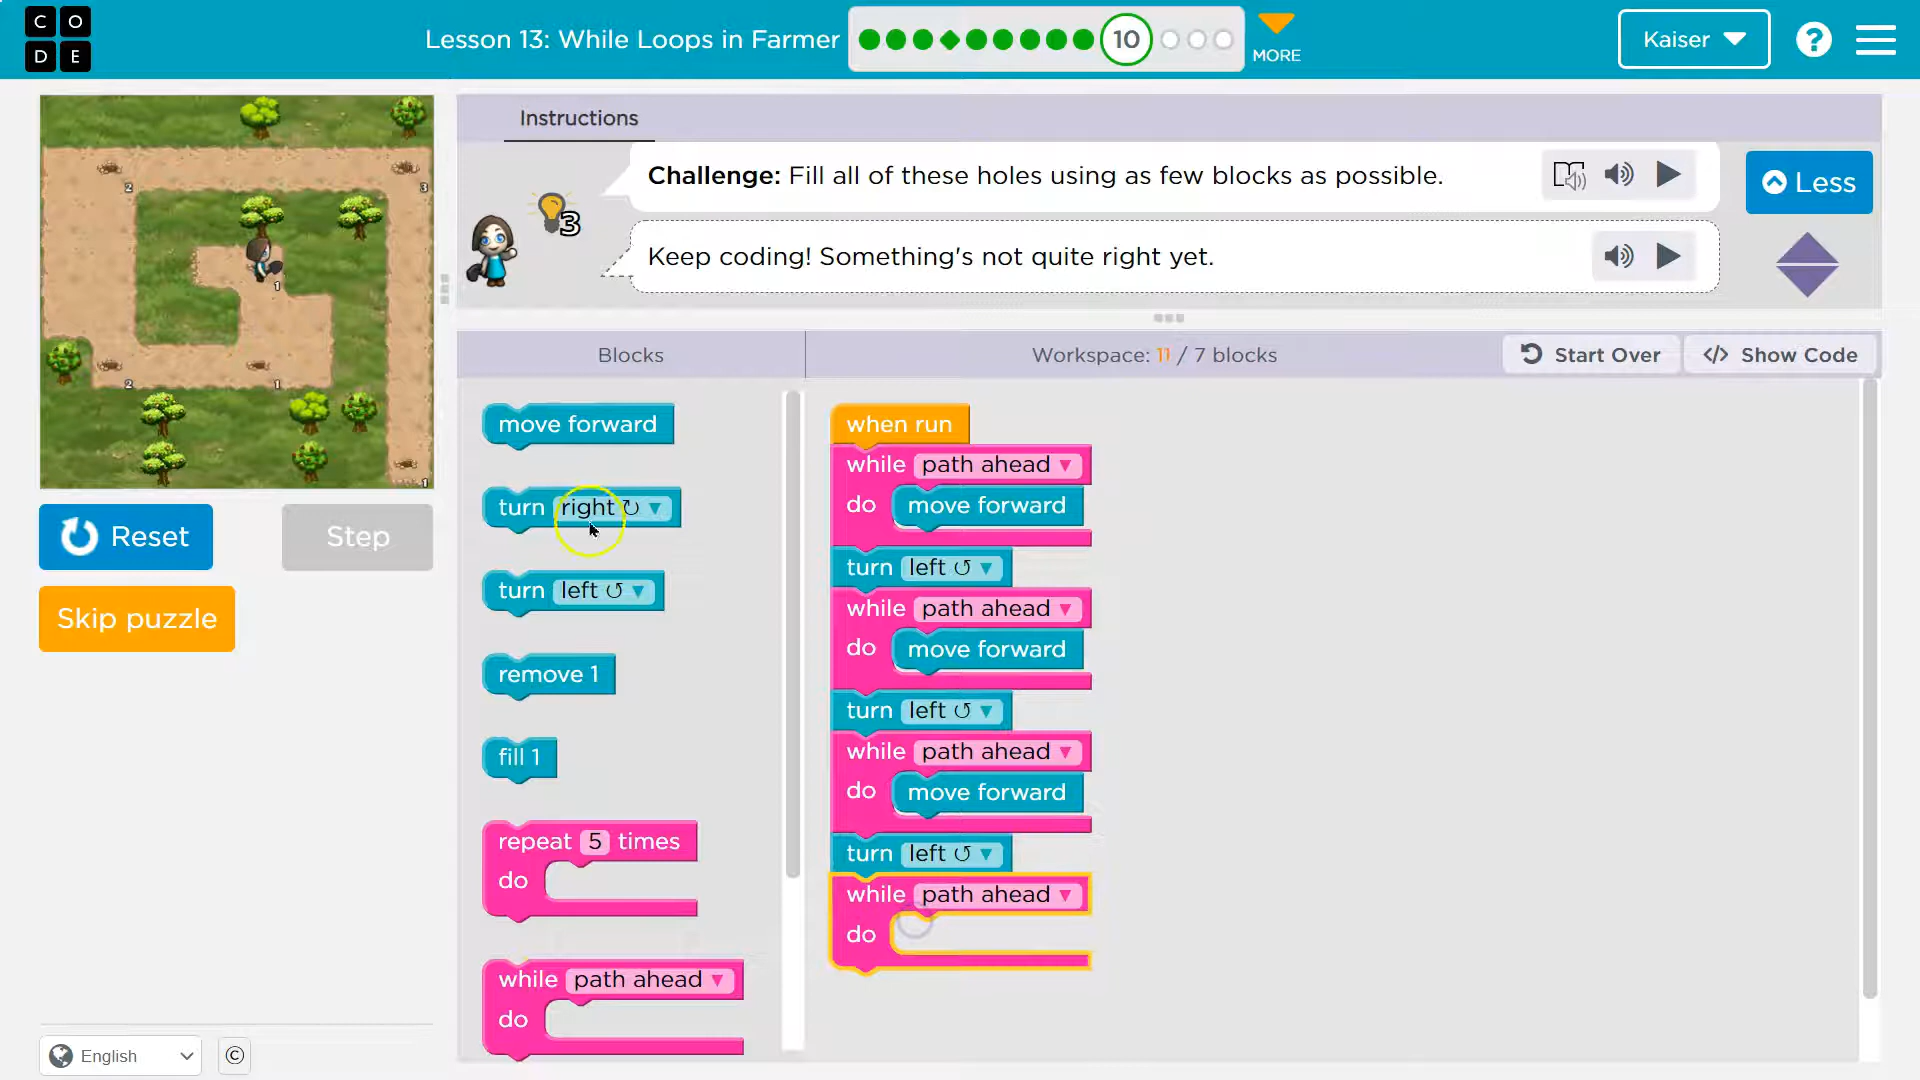 C O
D E
Lesson 13: While Loops in Farmer
10
MORE
Kaiser
?
2
3
1
2
1
1
Reset
Step
Skip puzzle
English
©
Instructions
3
Challenge: Fill all of these holes using as few blocks as possible.
Less
Keep coding! Something's not quite right yet.
Blocks
Workspace: 11 / 7 blocks
Start Over
</> Show Code
move forward
turn right ↻ ▼
turn left ↺ ▼
remove 1
fill 1
repeat 5 times
do
while path ahead ▼
do
when run
while path ahead ▼
do move forward
turn left ↺ ▼
while path ahead ▼
do move forward
turn left ↺ ▼
while path ahead ▼
do move forward
turn left ↺ ▼
while path ahead ▼
do